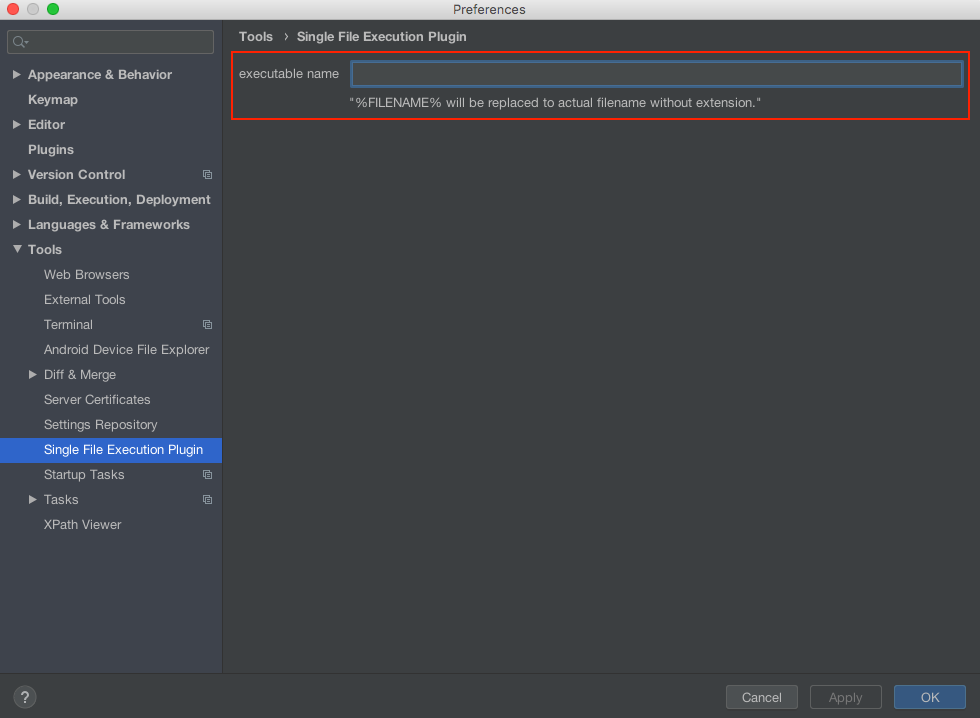 Preferences
Appearance & Behavior
Keymap
Editor
Plugins
Version Control
Build, Execution, Deployment
Languages & Frameworks
Tools
Web Browsers
External Tools
Terminal
Android Device File Explorer
Diff & Merge
Server Certificates
Settings Repository
Single File Execution Plugin
Startup Tasks
Tasks
XPath Viewer
Tools › Single File Execution Plugin
executable name
"%FILENAME% will be replaced to actual filename without extension."
?
Cancel
Apply
OK